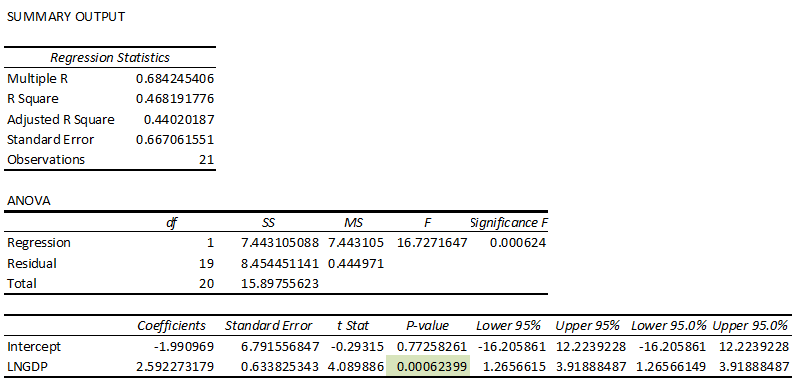 SUMMARY OUTPUT
Regression Statistics
Multiple R 0.684245406
R Square 0.468191776
Adjusted R Square 0.44020187
Standard Error 0.667061551
Observations 21
ANOVA
df SS MS F Significance F
Regression 1 7.443105088 7.443105 16.7271647 0.000624
Residual 19 8.454451141 0.444971
Total 20 15.89755623
Coefficients Standard Error t Stat P-value Lower 95% Upper 95% Lower 95.0% Upper 95.0%
Intercept -1.990969 6.791556847 -0.29315 0.77258261 -16.205861 12.2239228 -16.205861 12.2239228
LNGDP 2.592273179 0.633825343 4.089886 0.00062399 1.2656615 3.91888487 1.26566149 3.91888487